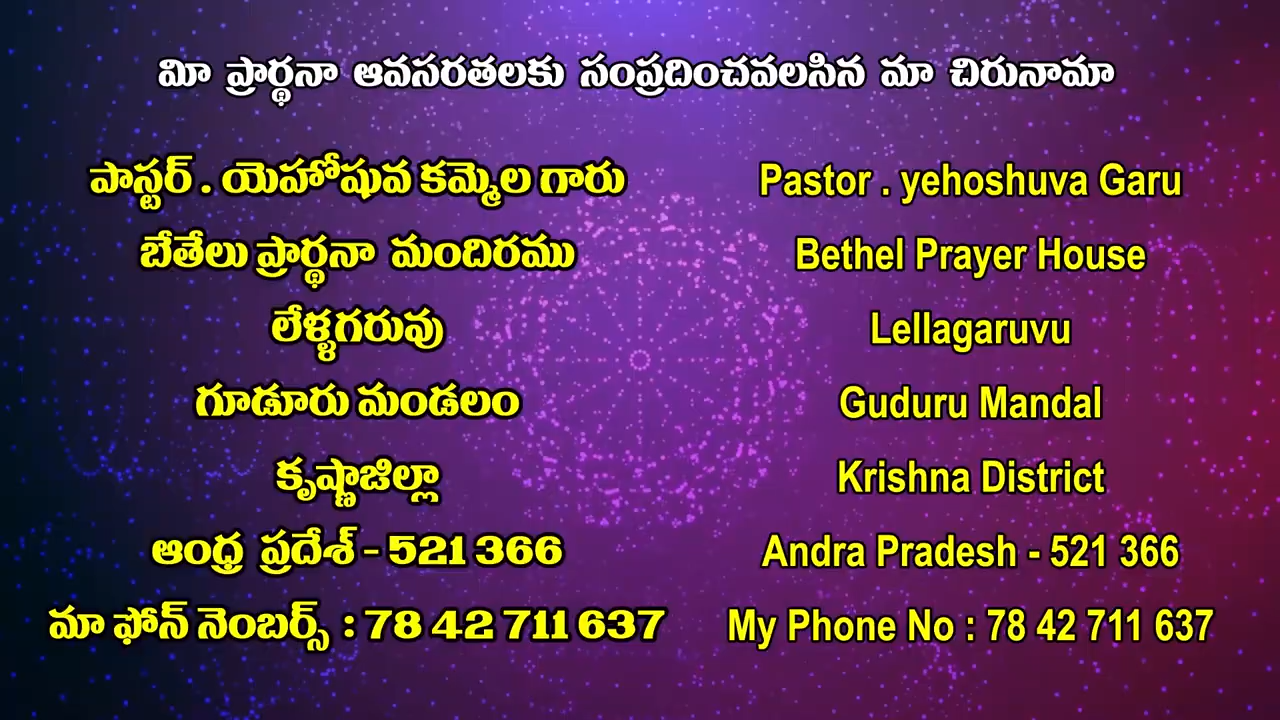 మీ ప్రార్థనా ఆవసరతలకు సంప్రదించవలసిన మా చిరునామా
పాస్టర్ . యెహోషువ కమ్మెల గారు
బేతేలు ప్రార్థనా మందిరము
లేళ్ళగరువు
గూడూరు మండలం
కృష్ణాజిల్లా
ఆంధ్ర ప్రదేశ్ - 521 366
మా ఫోన్ నెంబర్స్ : 78 42 711 637
Pastor . yehoshuva Garu
Bethel Prayer House
Lellagaruvu
Guduru Mandal
Krishna District
Andra Pradesh - 521 366
My Phone No : 78 42 711 637